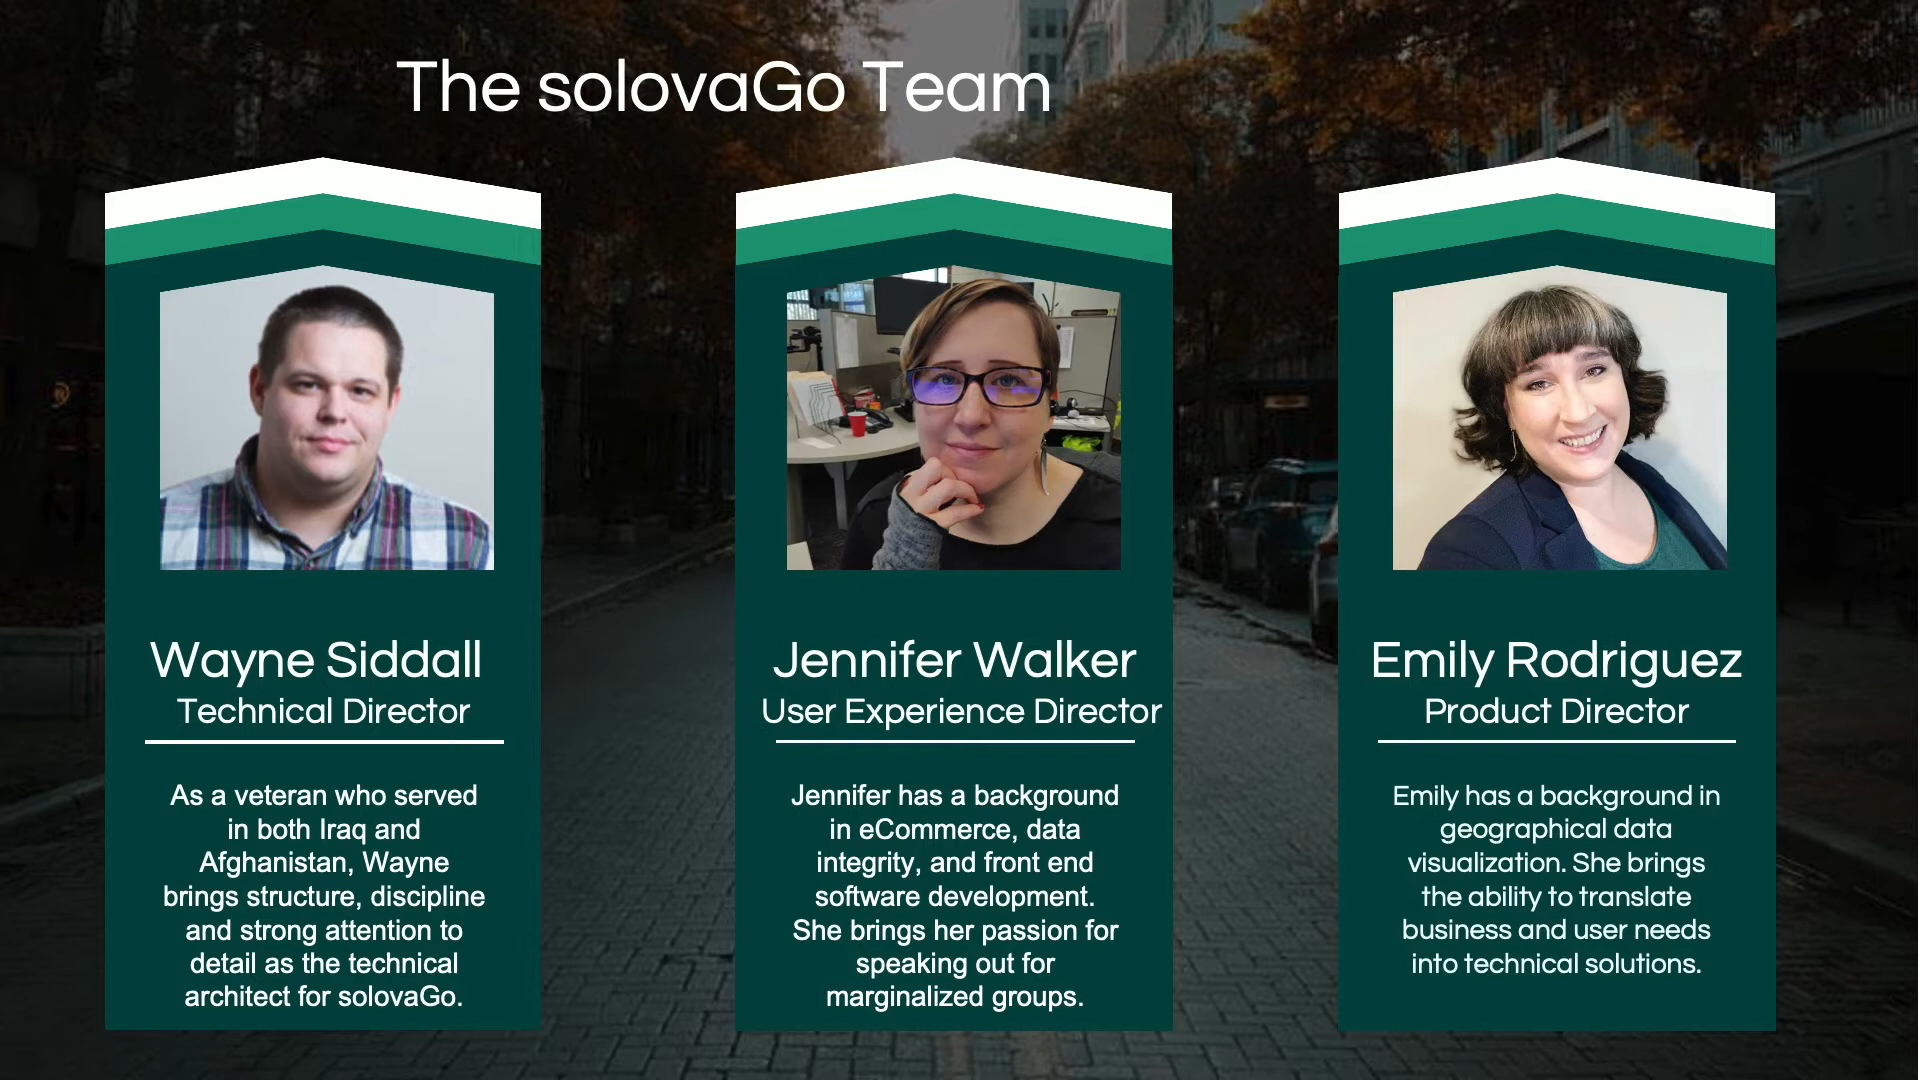 The solovaGo Team
Wayne Siddall
Technical Director
As a veteran who served
in both Iraq and
Afghanistan, Wayne
brings structure, discipline
and strong attention to
detail as the technical
architect for solovaGo.
Jennifer Walker
User Experience Director
Jennifer has a background
in eCommerce, data
integrity, and front end
software development.
She brings her passion for
speaking out for
marginalized groups.
Emily Rodriguez
Product Director
Emily has a background in
geographical data
visualization. She brings
the ability to translate
business and user needs
into technical solutions.